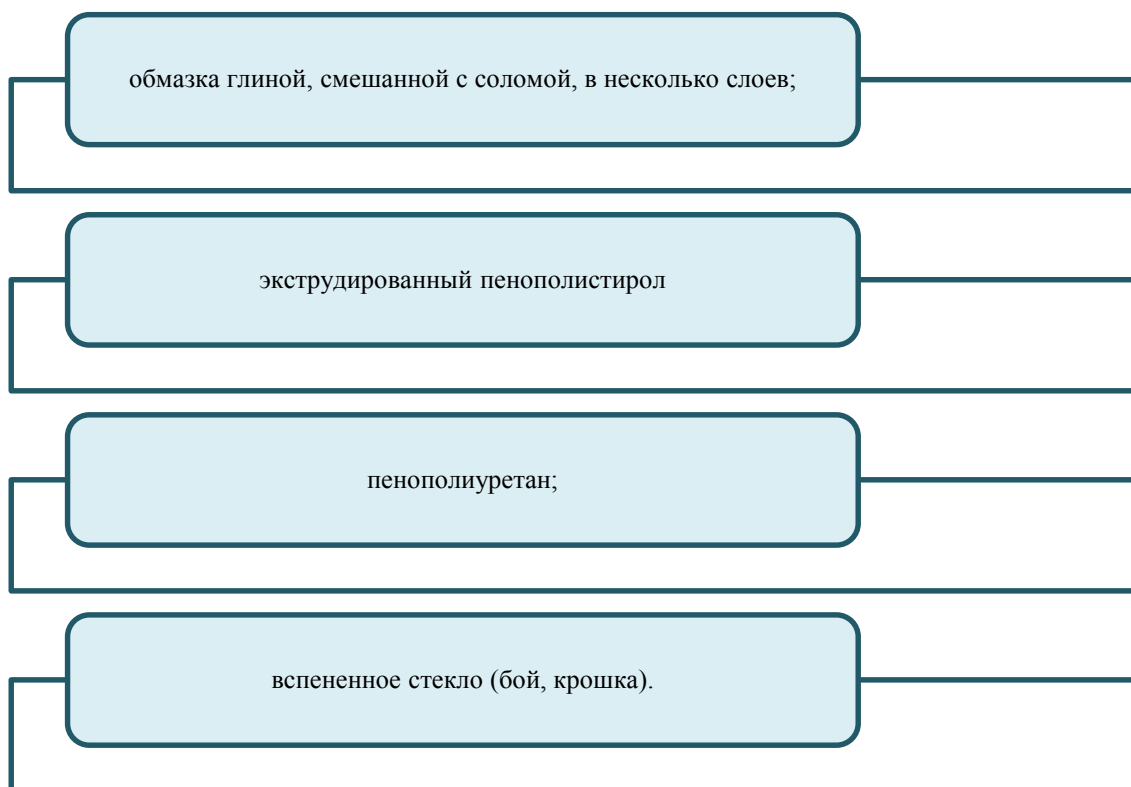 обмазка глиной, смешанной с соломой, в несколько слоев;
экструдированный пенополистирол
пенополиуретан;
вспененное стекло (бой, крошка).